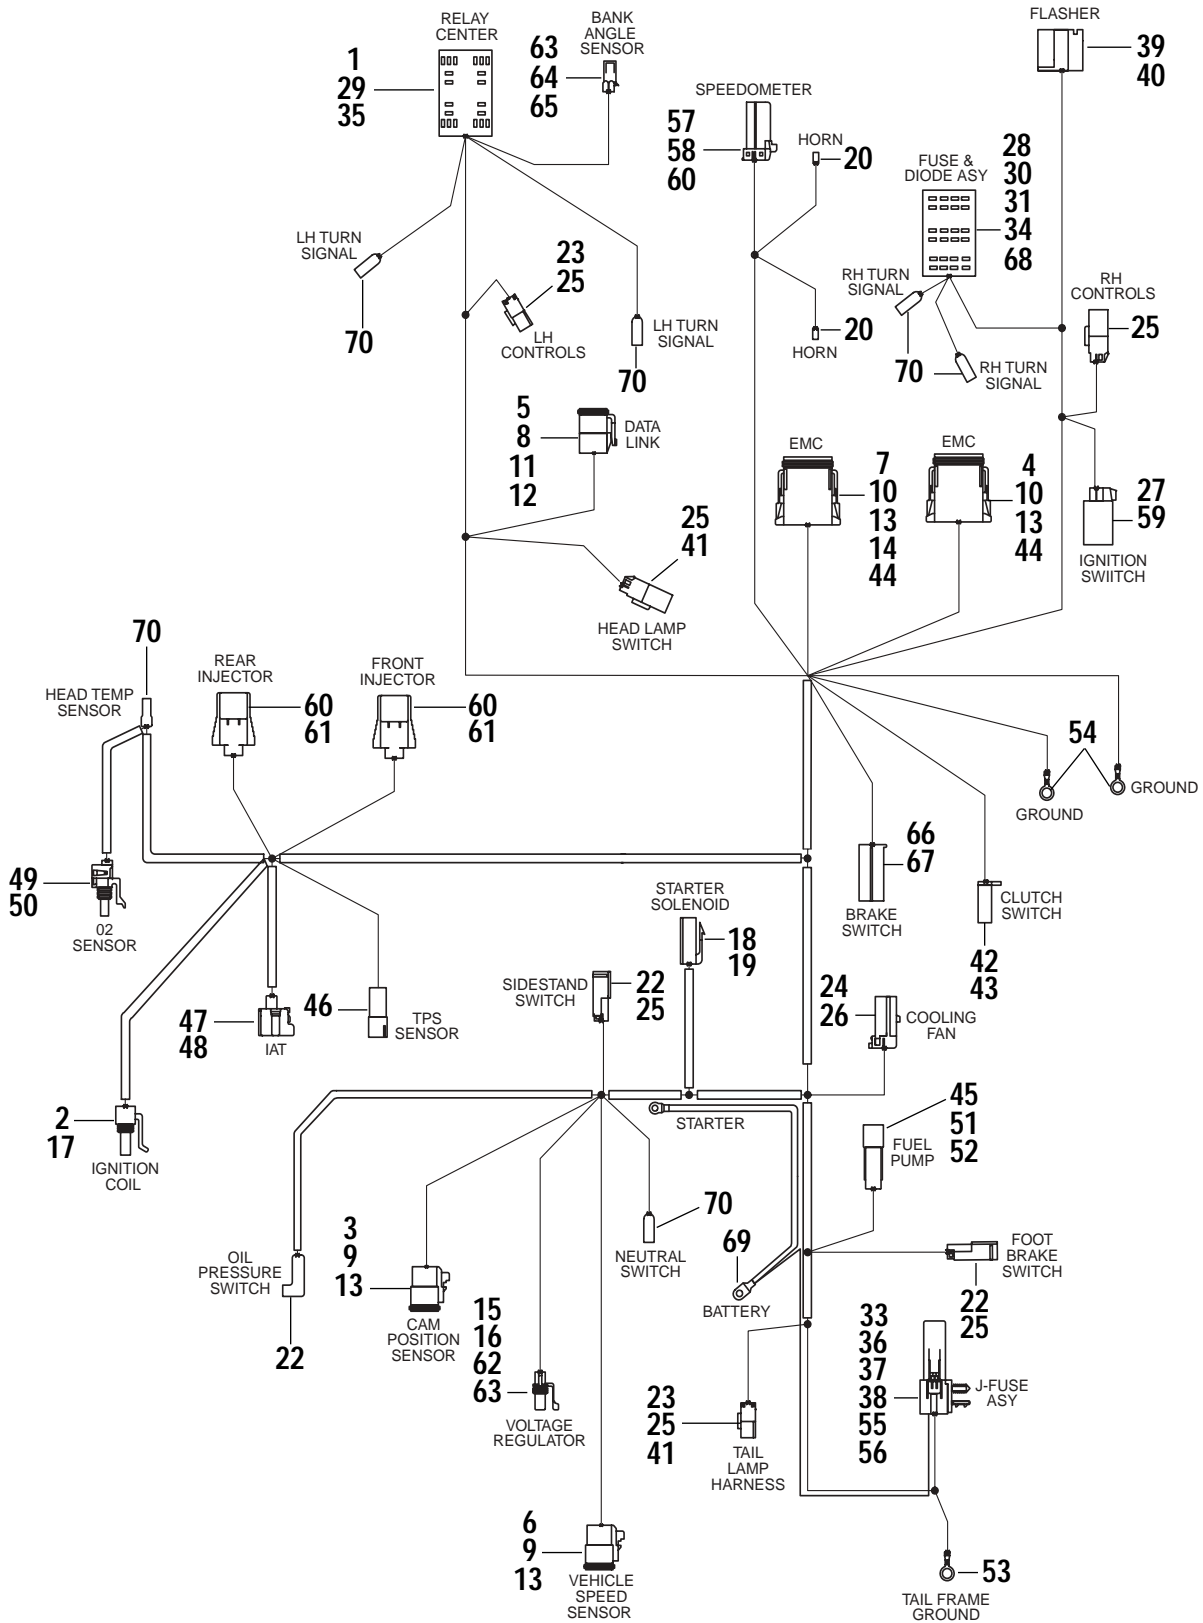 RELAY
CENTER
1
29
35
BANK
ANGLE
SENSOR
63
64
65
FLASHER
39
40
SPEEDOMETER
57
58
60
HORN
20
FUSE &
DIODE ASY
28
30
31
34
68
LH TURN
SIGNAL
70
23
25
LH
CONTROLS
LH TURN
SIGNAL
70
HORN
20
RH TURN
SIGNAL
70
RH TURN
SIGNAL
RH
CONTROLS
25
5
8
11
12
DATA
LINK
EMC
7
10
13
14
44
EMC
4
10
13
44
27
59
IGNITION
SWIITCH
25
41
HEAD LAMP
SWITCH
70
HEAD TEMP
SENSOR
REAR
INJECTOR
60
61
FRONT
INJECTOR
60
61
54
GROUND
GROUND
49
50
02
SENSOR
66
67
BRAKE
SWITCH
CLUTCH
SWITCH
42
43
STARTER
SOLENOID
18
19
SIDESTAND
SWITCH
22
25
24
26
COOLING
FAN
47
48
IAT
46
TPS
SENSOR
2
17
IGNITION
COIL
STARTER
45
51
52
FUEL
PUMP
OIL
PRESSURE
SWITCH
22
3
9
13
CAM
POSITION
SENSOR
70
NEUTRAL
SWITCH
69
BATTERY
FOOT
BRAKE
SWITCH
22
25
15
16
62
63
VOLTAGE
REGULATOR
33
36
37
38
55
56
J-FUSE
ASY
23
25
41
TAIL
LAMP
HARNESS
6
9
13
VEHICLE
SPEED
SENSOR
53
TAIL FRAME
GROUND